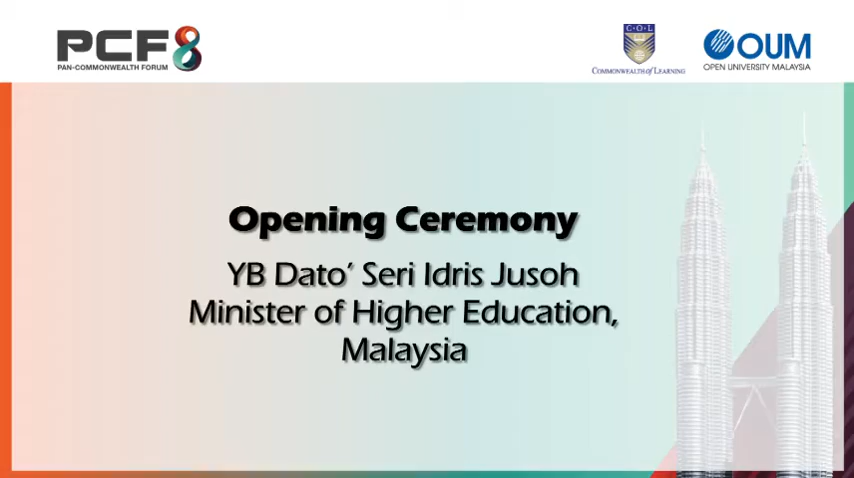 PCF8
PAN-COMMONWEALTH FORUM
C·O·L
COMMONWEALTH of LEARNING
OUM
OPEN UNIVERSITY MALAYSIA
Opening Ceremony
YB Dato’ Seri Idris Jusoh
Minister of Higher Education,
Malaysia